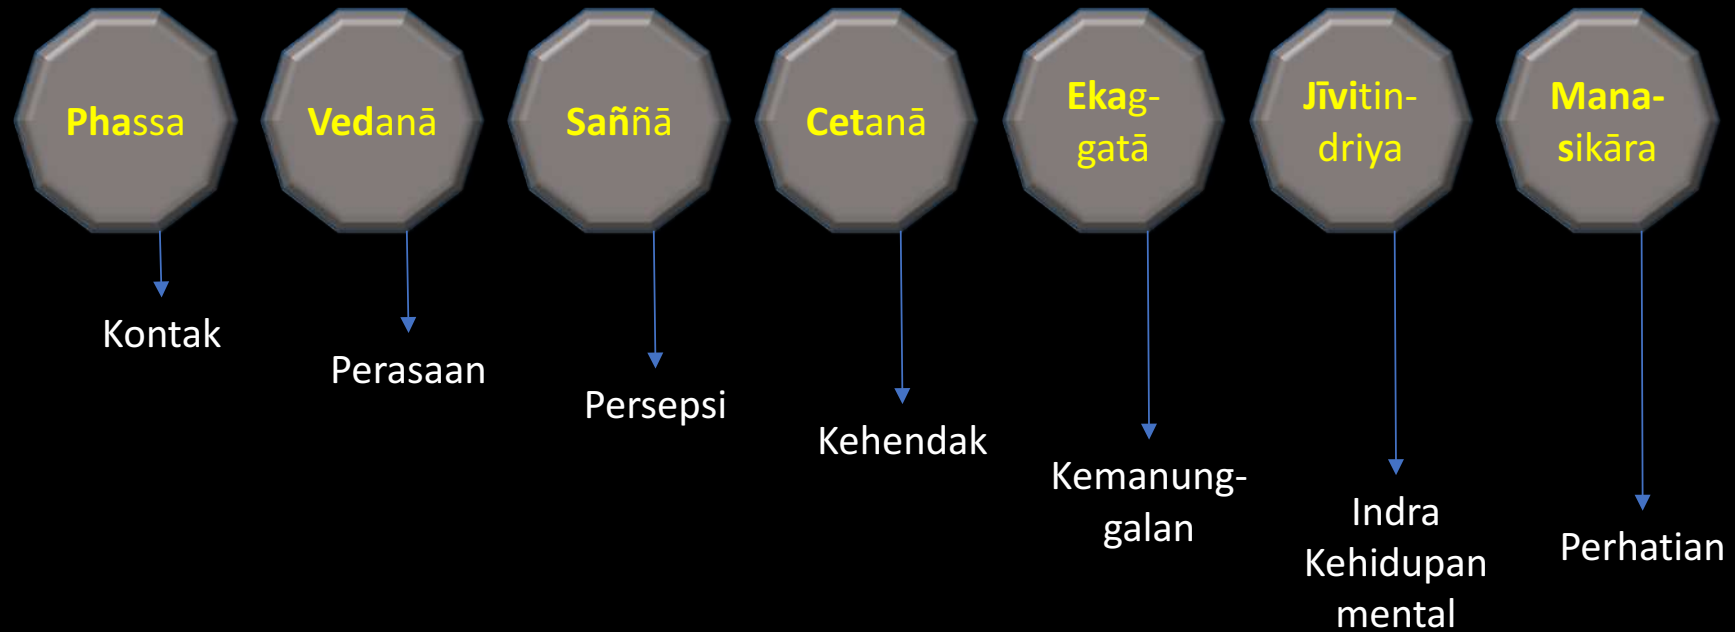 Phassa
Vedanā
Saññā
Cetanā
Ekag-
gatā
Jīvitin-
driya
Mana-
sikāra
Kontak
Perasaan
Persepsi
Kehendak
Kemanung-
galan
Indra
Kehidupan
mental
Perhatian